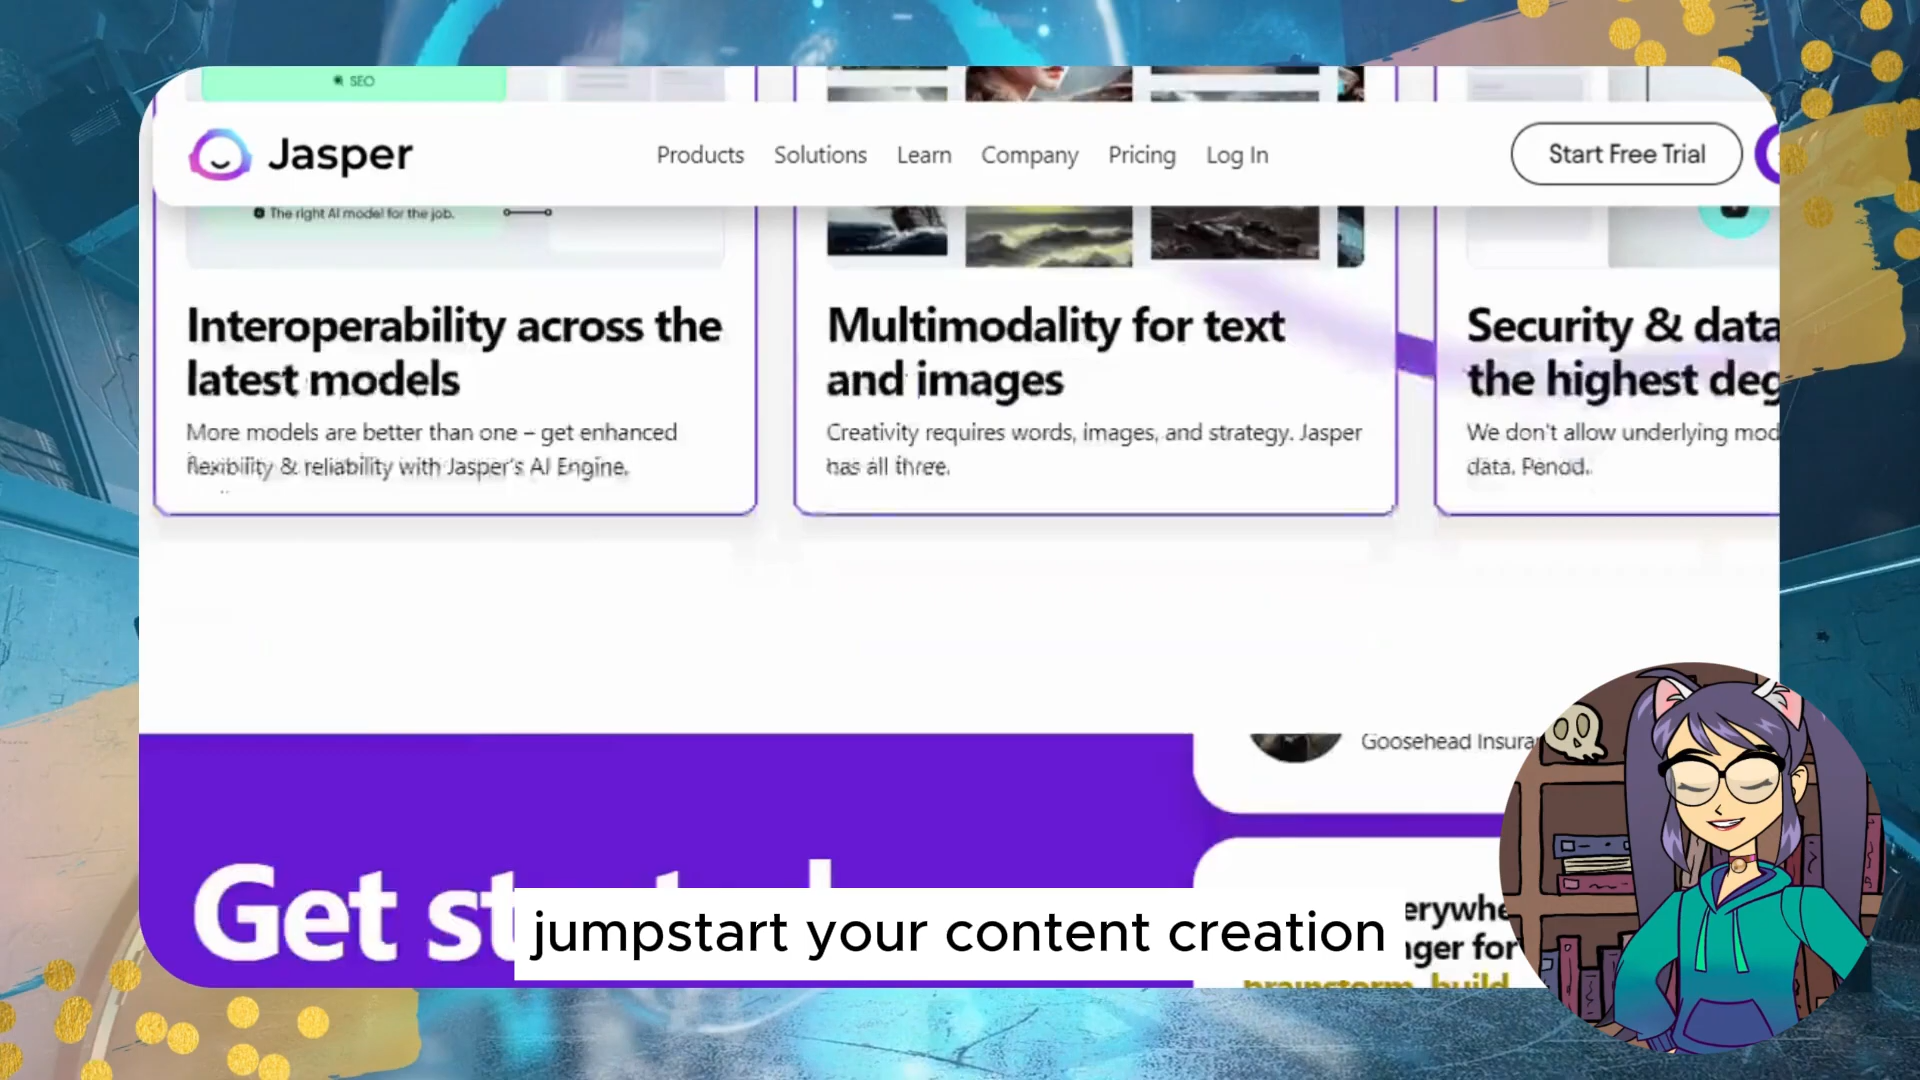 SEO
Jasper
Products Solutions Learn Company Pricing Log In
Start Free Trial
The right AI model for the job.
Interoperability across the
latest models
More models are better than one – get enhanced
flexibility & reliability with Jasper's AI Engine.
Multimodality for text
and images
Creativity requires words, images, and strategy. Jasper
has all three.
Security & data
the highest deg
We don't allow underlying mod
data. Period.
Goosehead Insura
Get started
erywhe
ger for
brainstorm, build
jumpstart your content creation